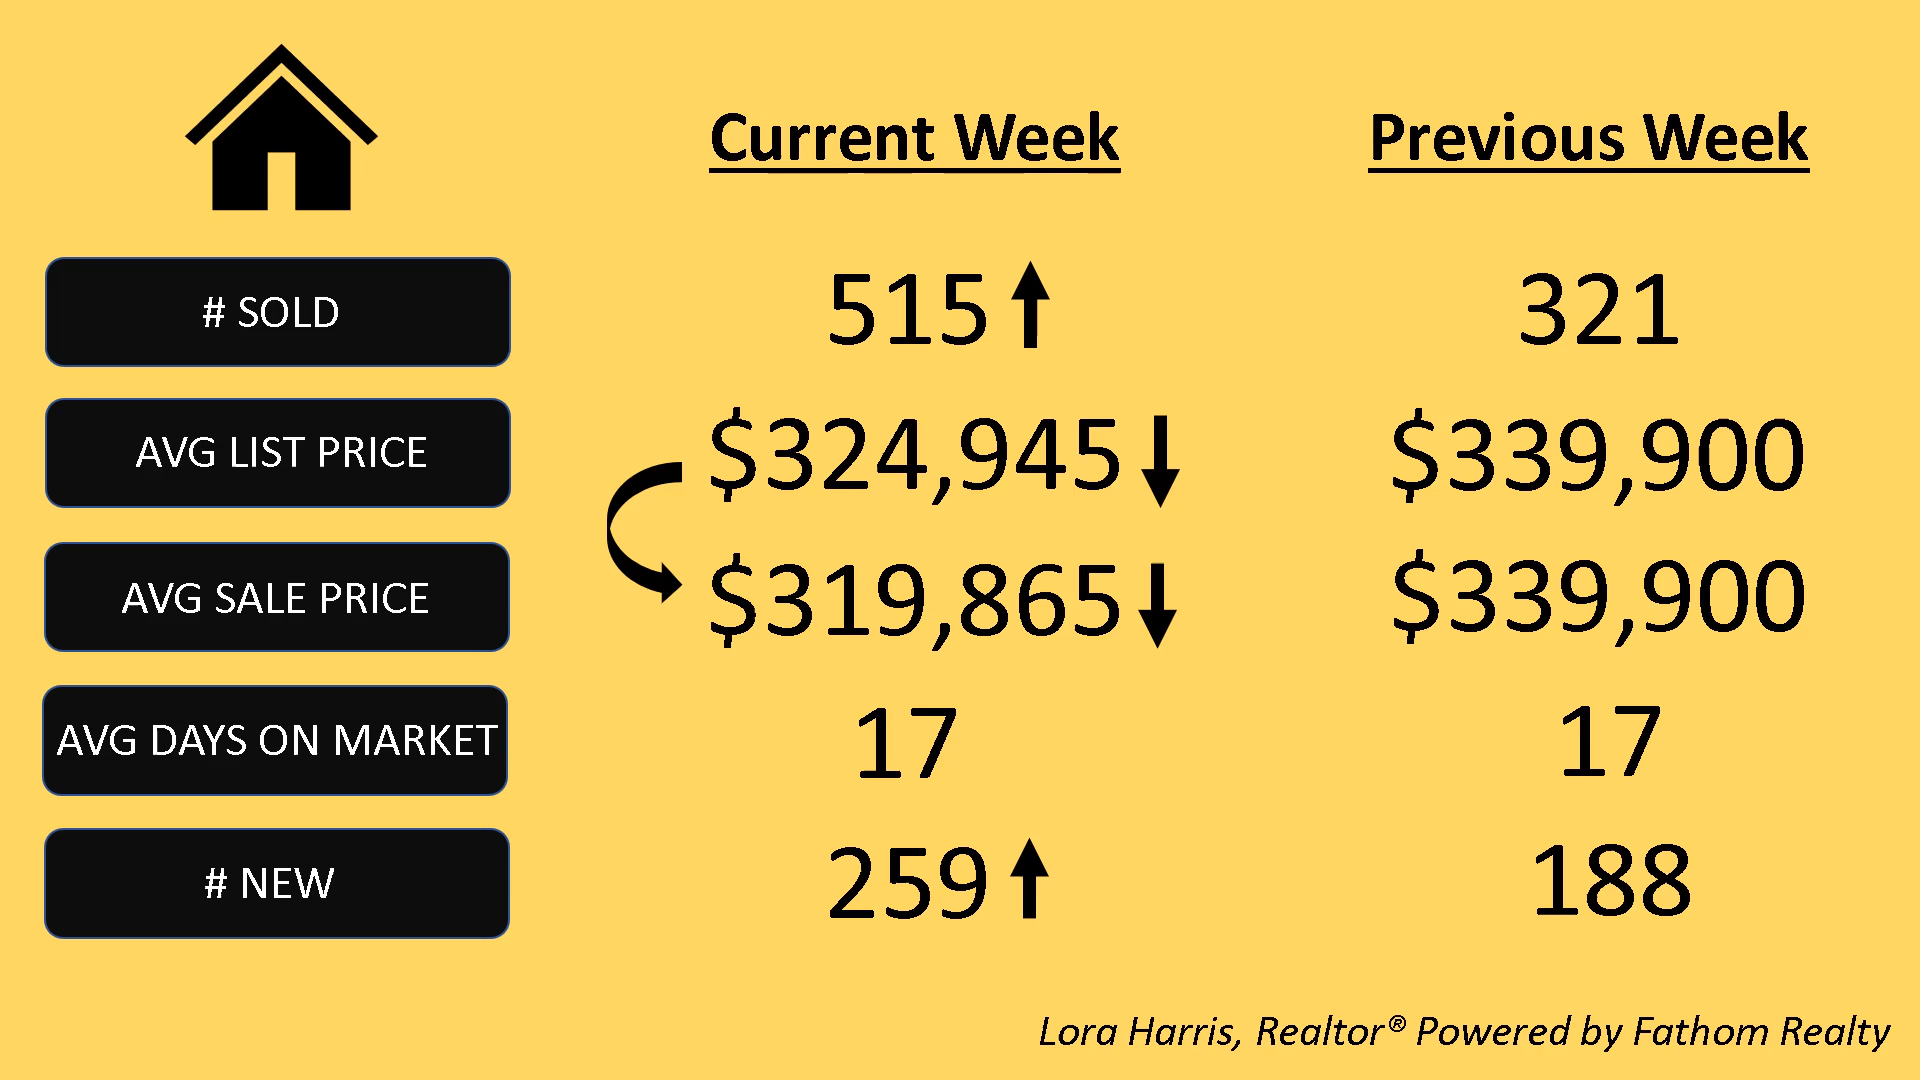 Current Week Previous Week
# SOLD 515 321
AVG LIST PRICE $324,945 $339,900
AVG SALE PRICE $319,865 $339,900
AVG DAYS ON MARKET 17 17
# NEW 259 188
Lora Harris, Realtor® Powered by Fathom Realty